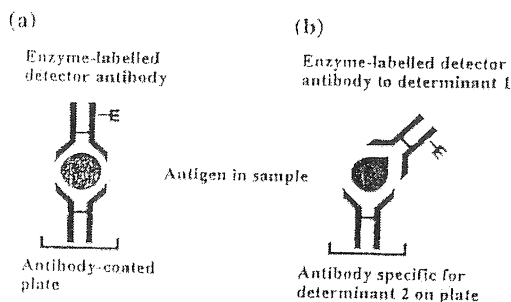 (a)
Enzyme-labelled
detector antibody
E
Antigen in sample
Antibody-coated
plate
(b)
Enzyme-labelled detector
antibody to determinant 1
E
Antibody specific for
determinant 2 on plate